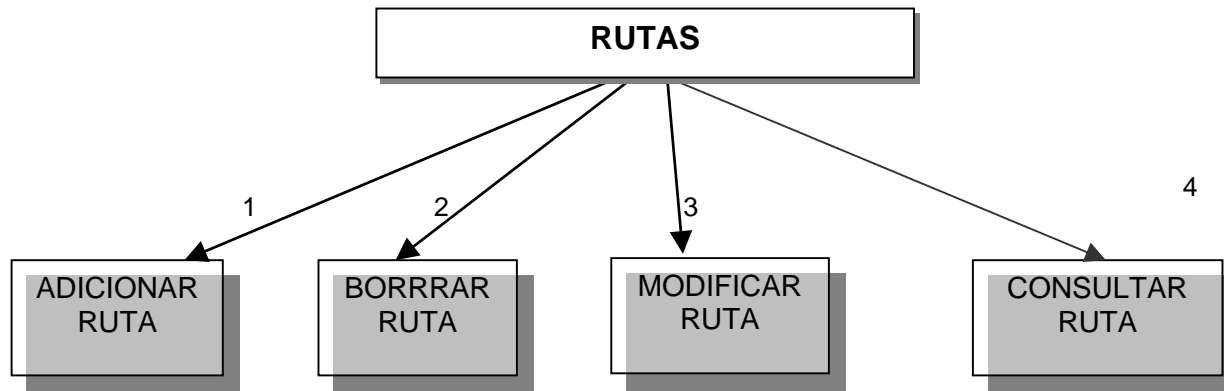 RUTAS
1
2
3
4
ADICIONAR
RUTA
BORRRAR
RUTA
MODIFICAR
RUTA
CONSULTAR
RUTA